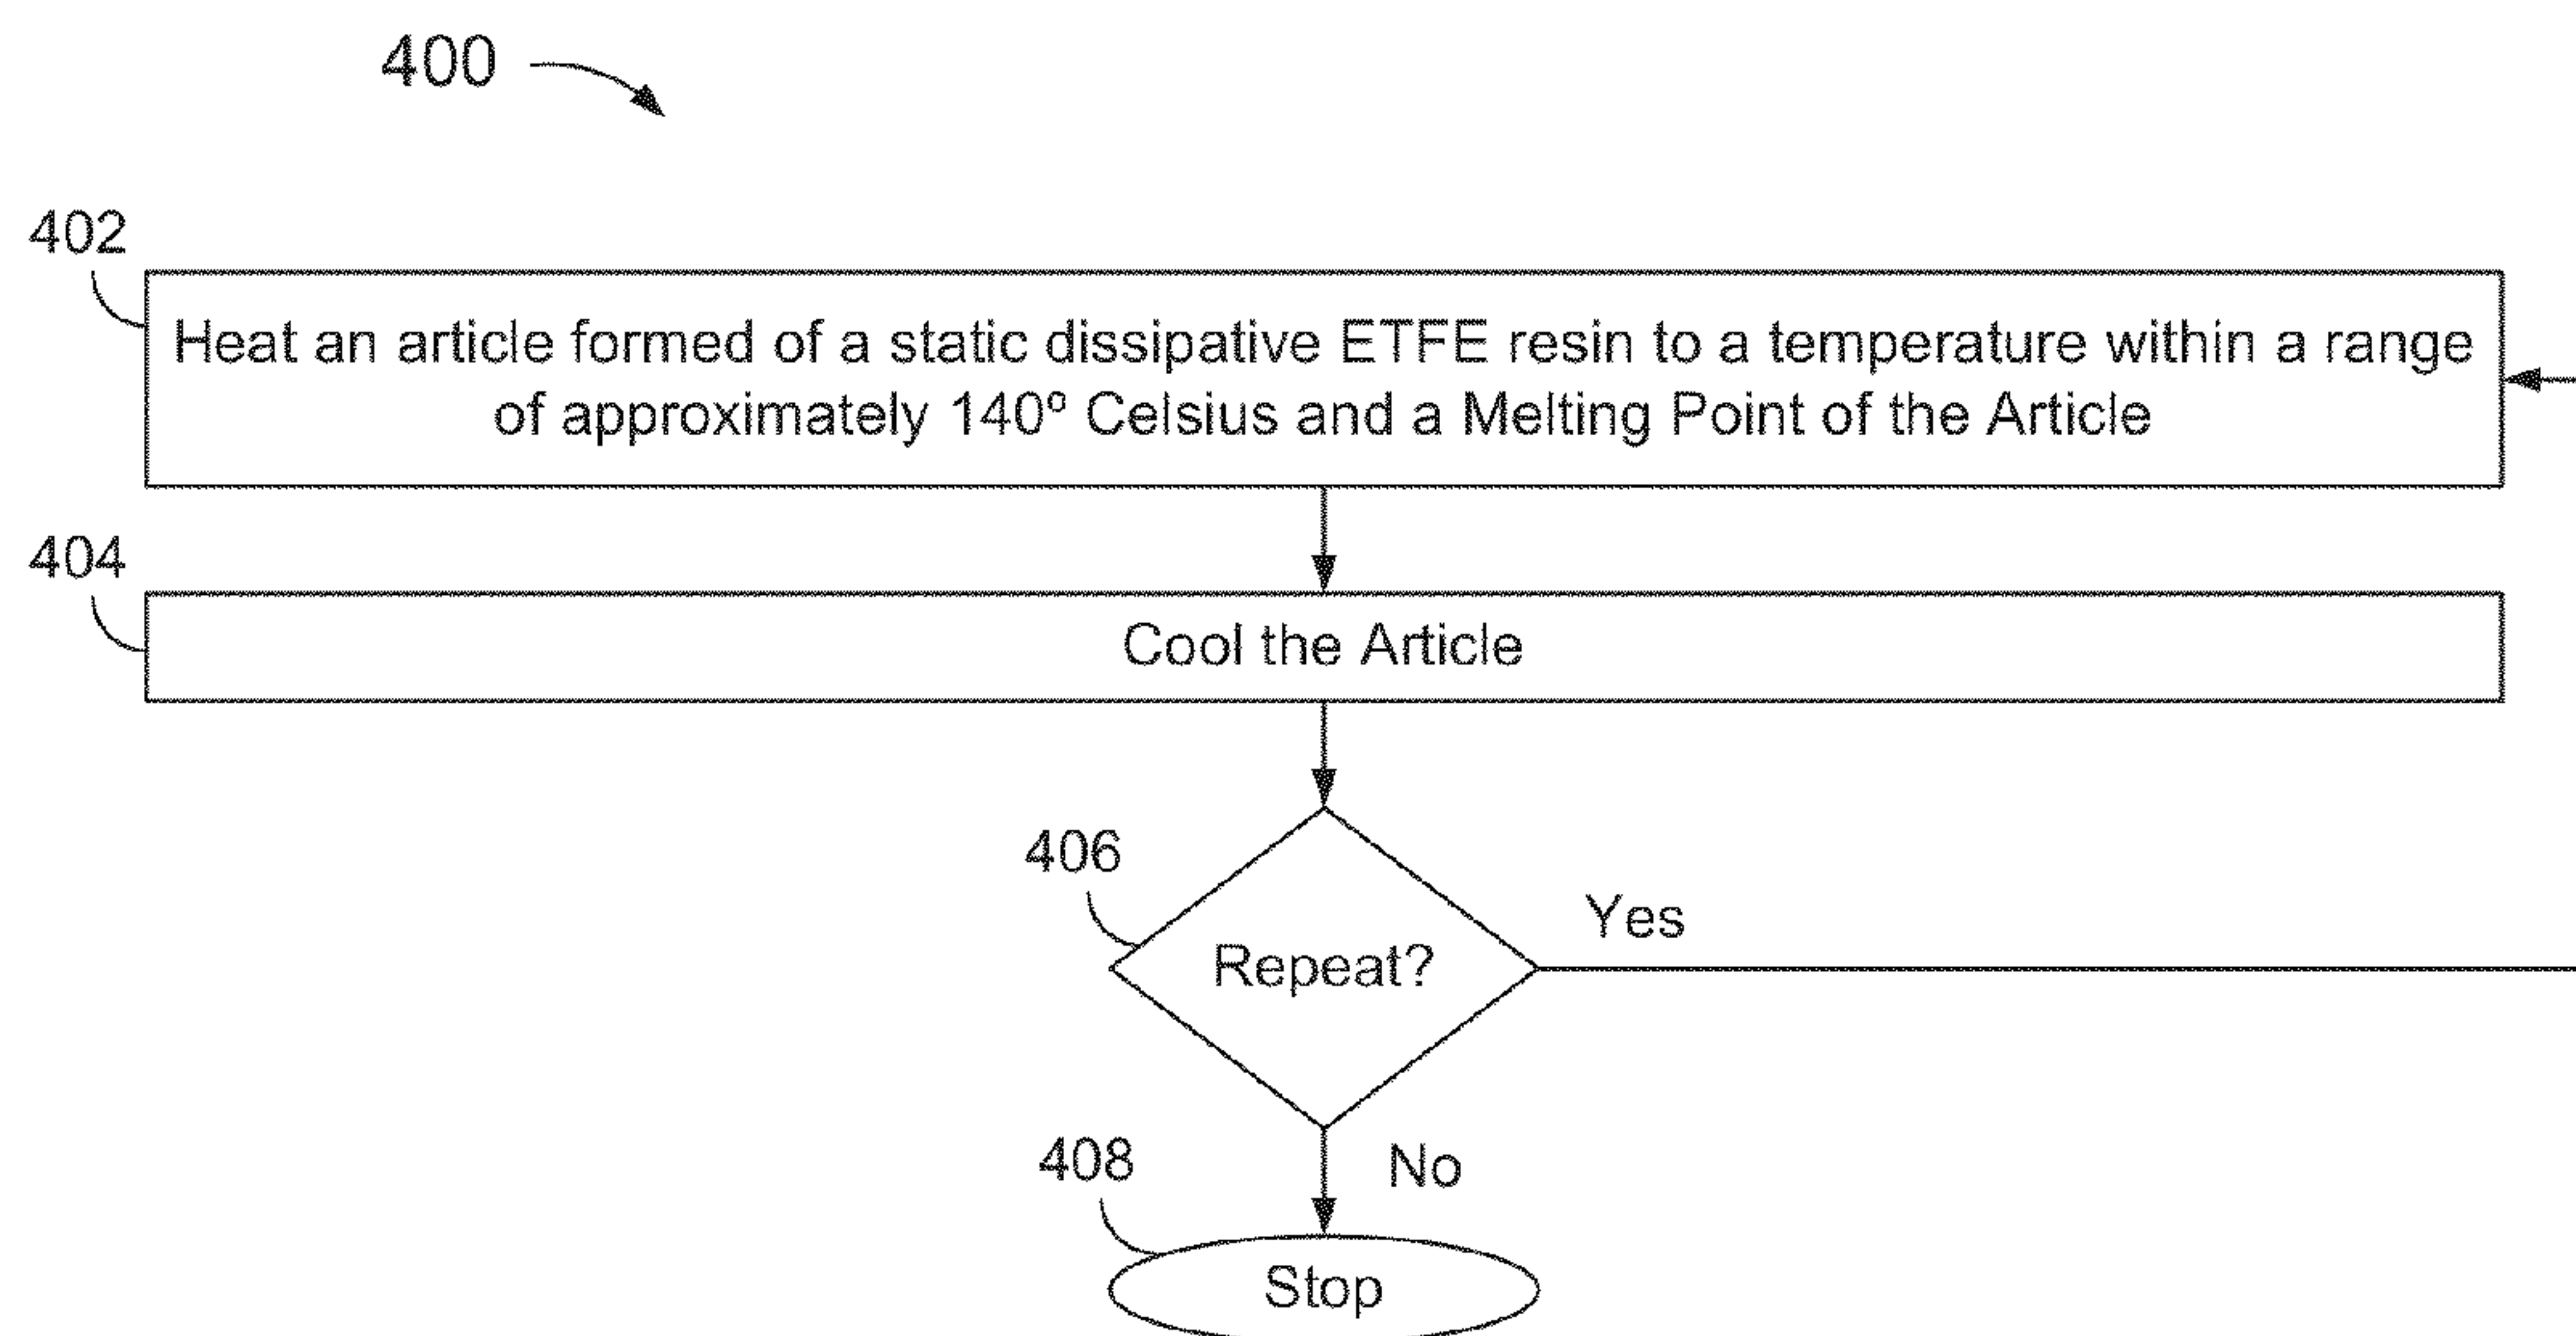 400
402
Heat an article formed of a static dissipative ETFE resin to a temperature within a range
of approximately 140º Celsius and a Melting Point of the Article
404
Cool the Article
406
Repeat?
Yes
408
No
Stop